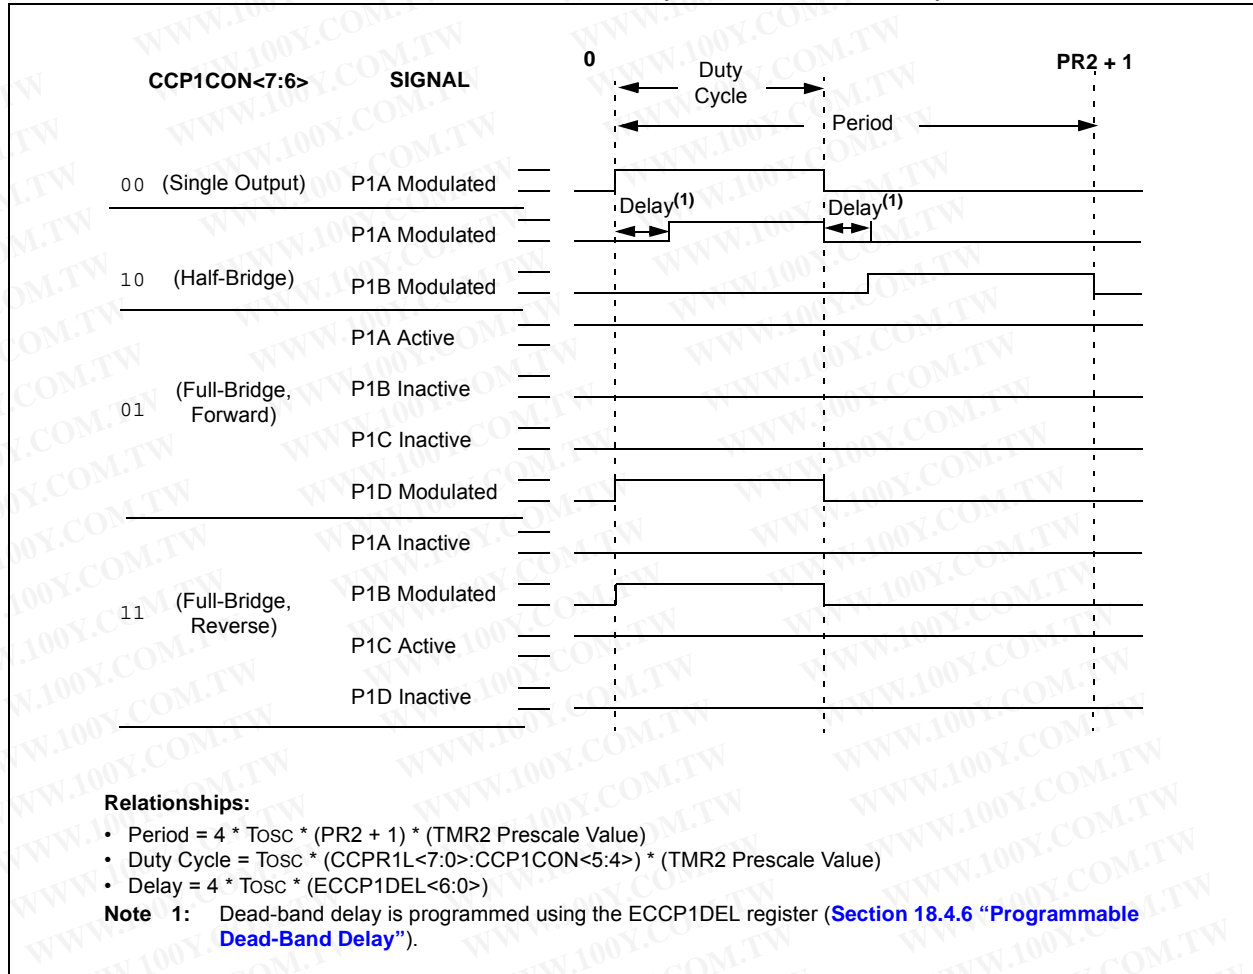 0
PR2 + 1
CCP1CON<7:6>
SIGNAL
Duty
Cycle
Period
00 (Single Output) P1A Modulated
Delay(1)
Delay(1)
P1A Modulated
10 (Half-Bridge)
P1B Modulated
P1A Active
(Full-Bridge,
P1B Inactive
01
Forward)
P1C Inactive
P1D Modulated
P1A Inactive
P1B Modulated
(Full-Bridge,
11
Reverse)
P1C Active
P1D Inactive
Relationships:
• Period = 4 * TOSC * (PR2 + 1) * (TMR2 Prescale Value)
• Duty Cycle = TOSC * (CCPR1L<7:0>:CCP1CON<5:4>) * (TMR2 Prescale Value)
• Delay = 4 * TOSC * (ECCP1DEL<6:0>)
Note 1: Dead-band delay is programmed using the ECCP1DEL register (Section 18.4.6 “Programmable
Dead-Band Delay”).
WWW.100Y.COM.TW